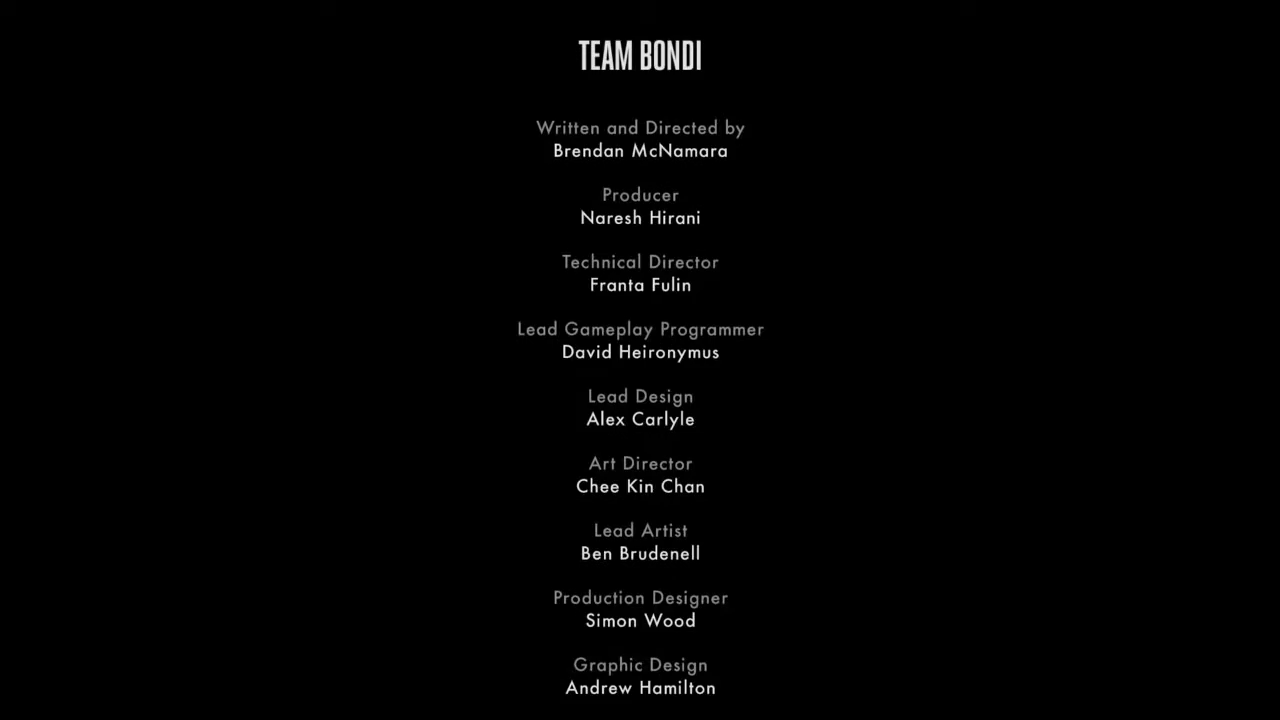 TEAM BONDI
Written and Directed by
Brendan McNamara
Producer
Naresh Hirani
Technical Director
Franta Fulin
Lead Gameplay Programmer
David Heironymus
Lead Design
Alex Carlyle
Art Director
Chee Kin Chan
Lead Artist
Ben Brudenell
Production Designer
Simon Wood
Graphic Design
Andrew Hamilton